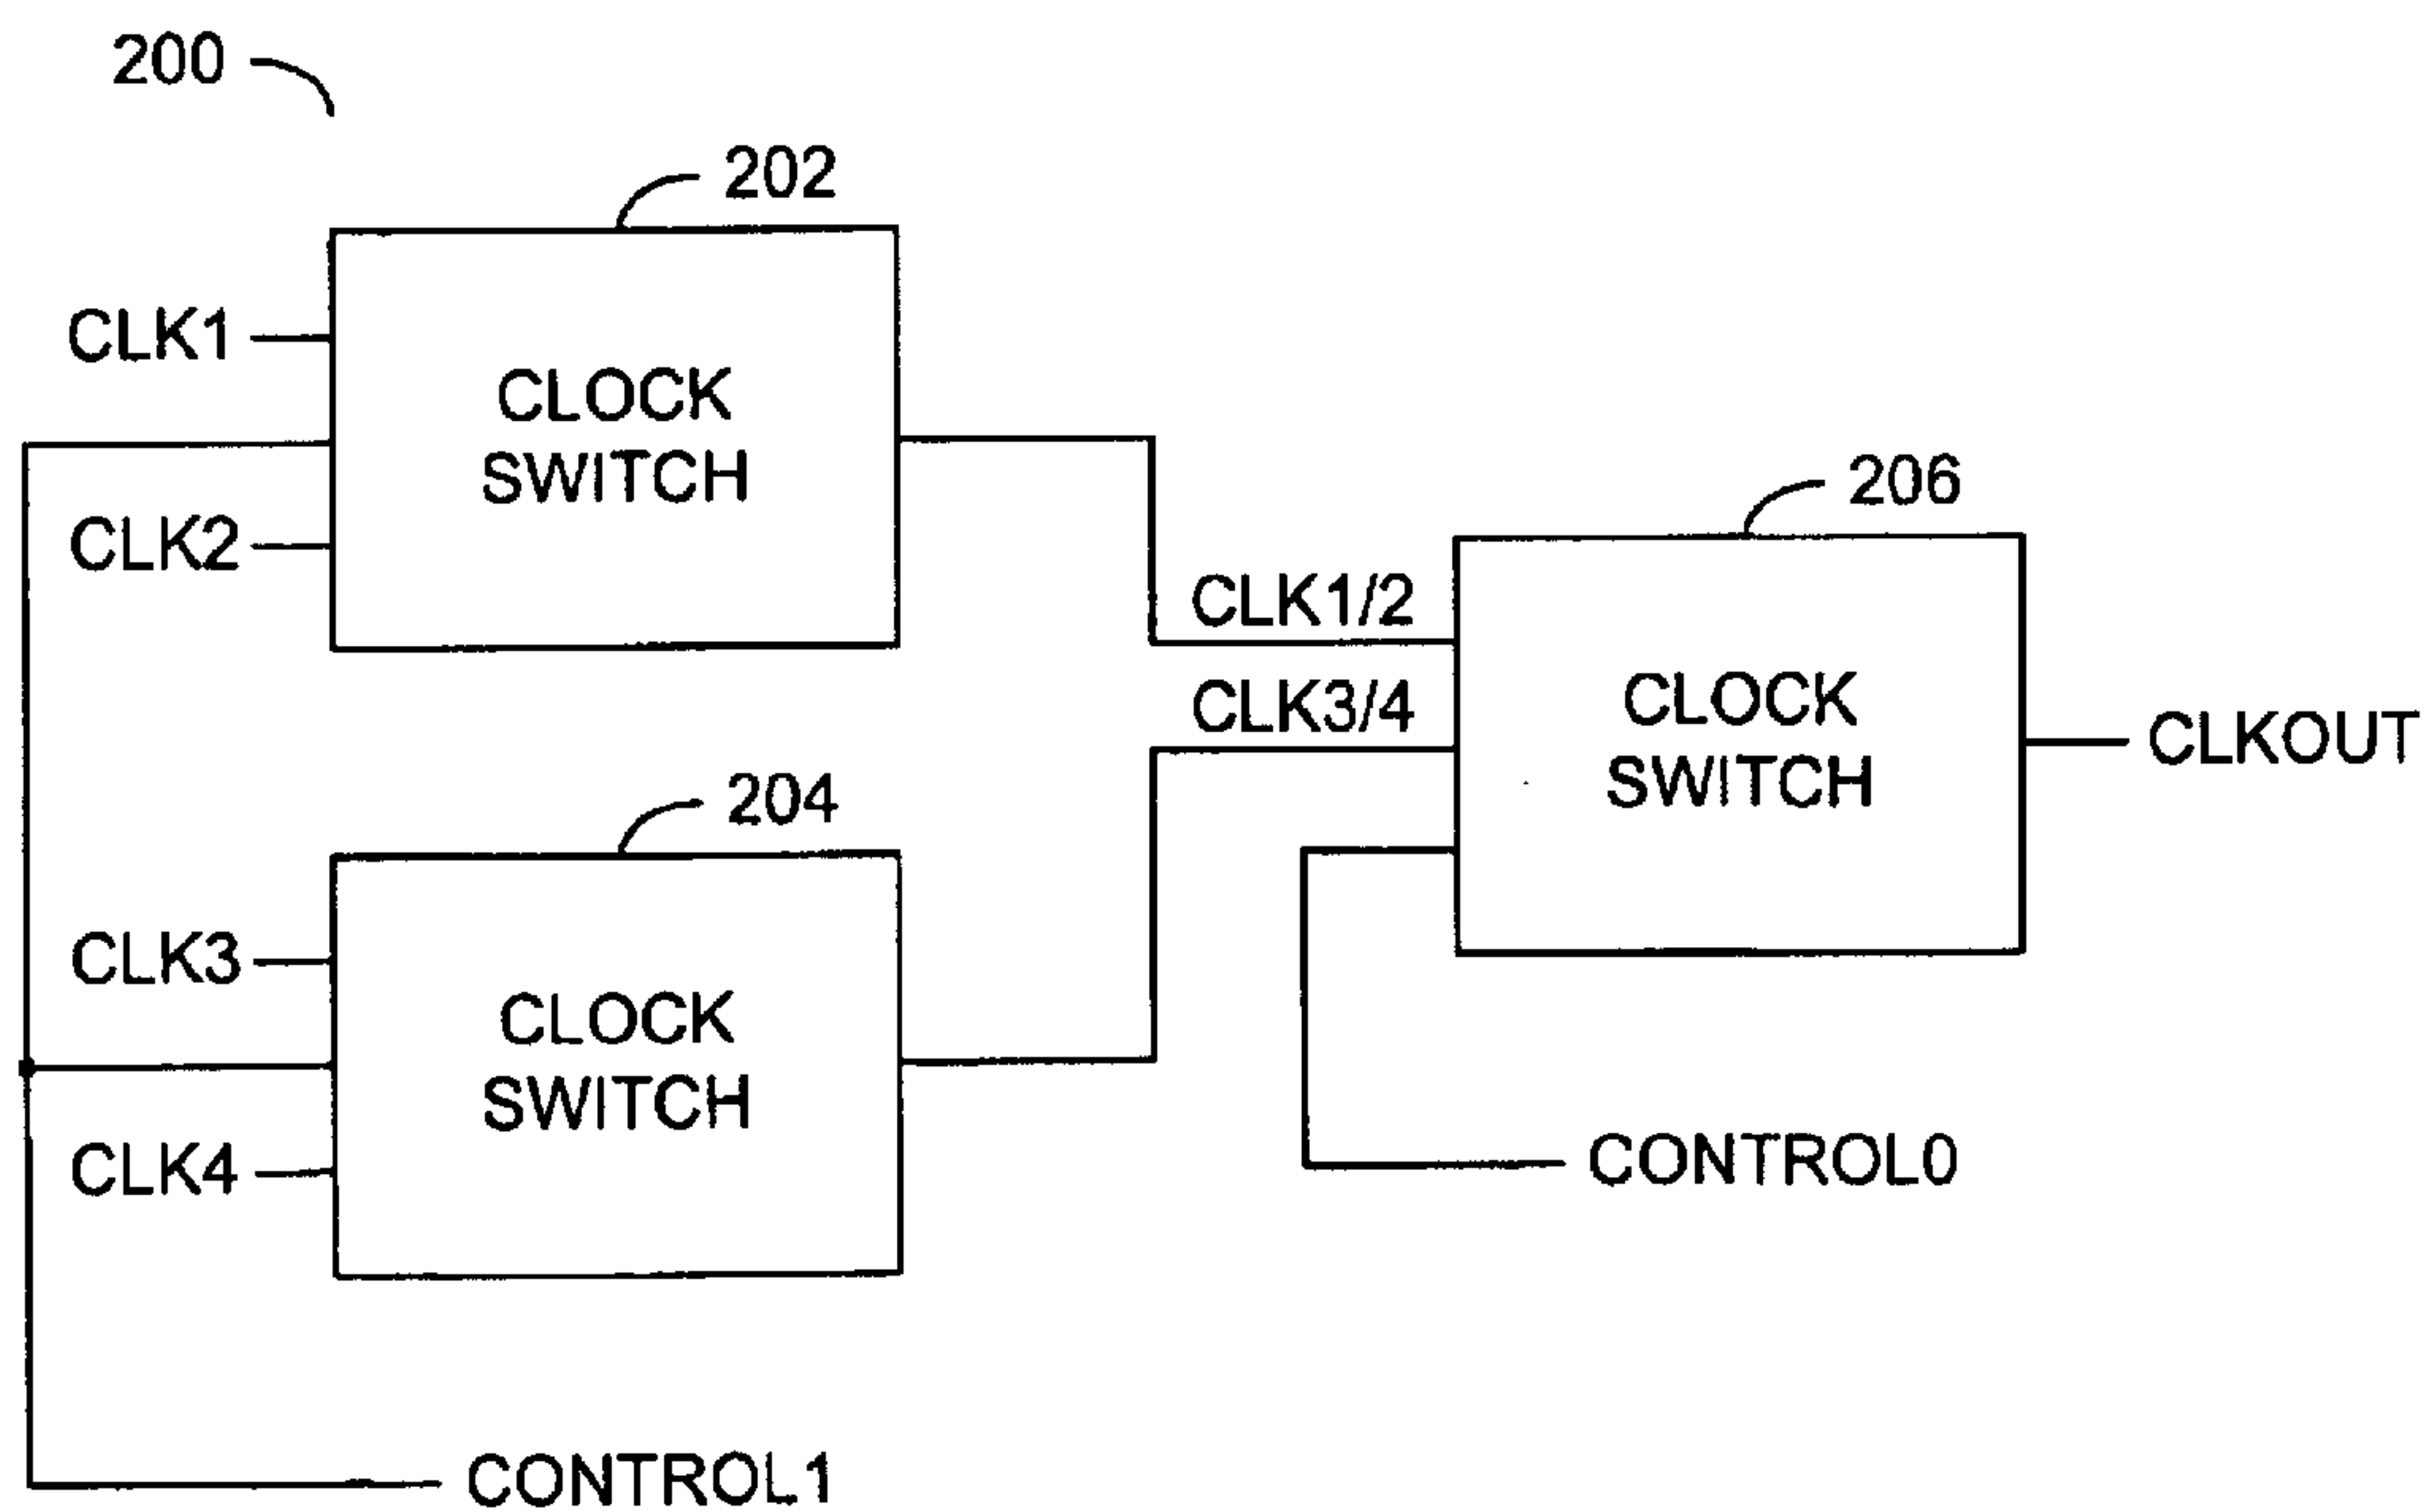 200
202
CLK1
CLOCK
SWITCH
CLK2
206
CLK1/2
CLK3/4
CLOCK
SWITCH
CLKOUT
204
CLK3
CLOCK
SWITCH
CLK4
CONTROL0
CONTROL1